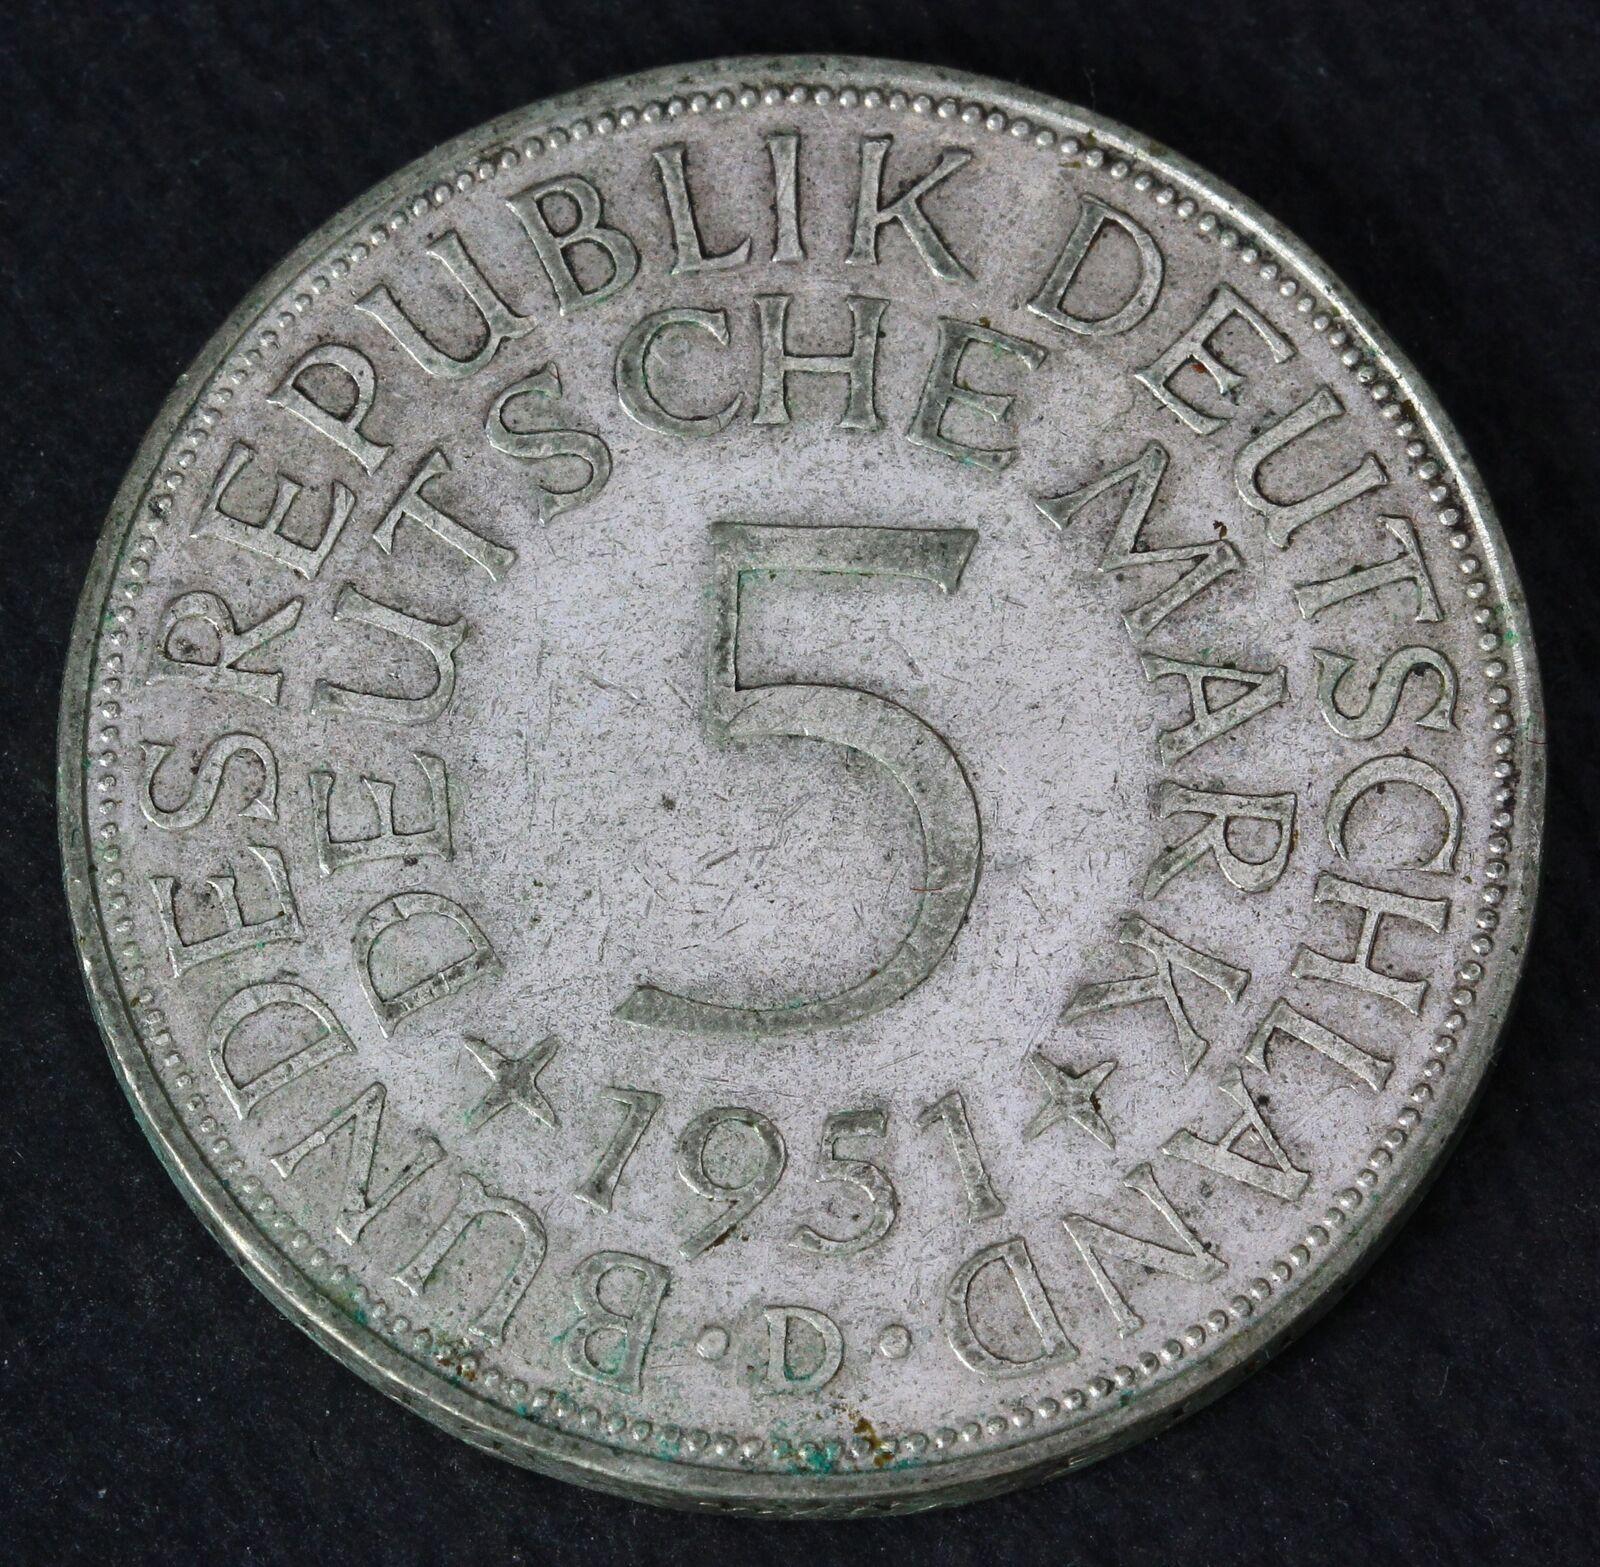 BUNDESREPUBLIK DEUTSCHLAND
DEUTSCHE MARK
5
1951
· D ·